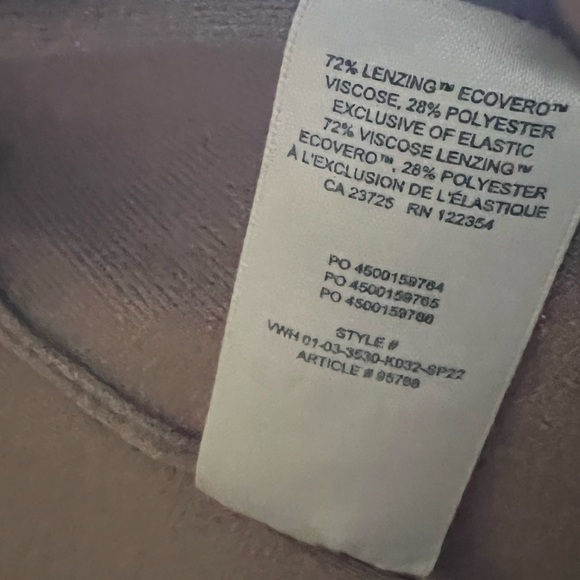 72% LENZING™ ECOVERO™
VISCOSE, 28% POLYESTER
EXCLUSIVE OF ELASTIC
72% VISCOSE LENZING™
ECOVERO™, 28% POLYESTER
À L'EXCLUSION DE L'ÉLASTIQUE
CA 23725 RN 122354
PO 4500159764
PO 4500159765
PO 4500159766
STYLE #
VWH 01-03-3530-K032-SP22
ARTICLE # 95766